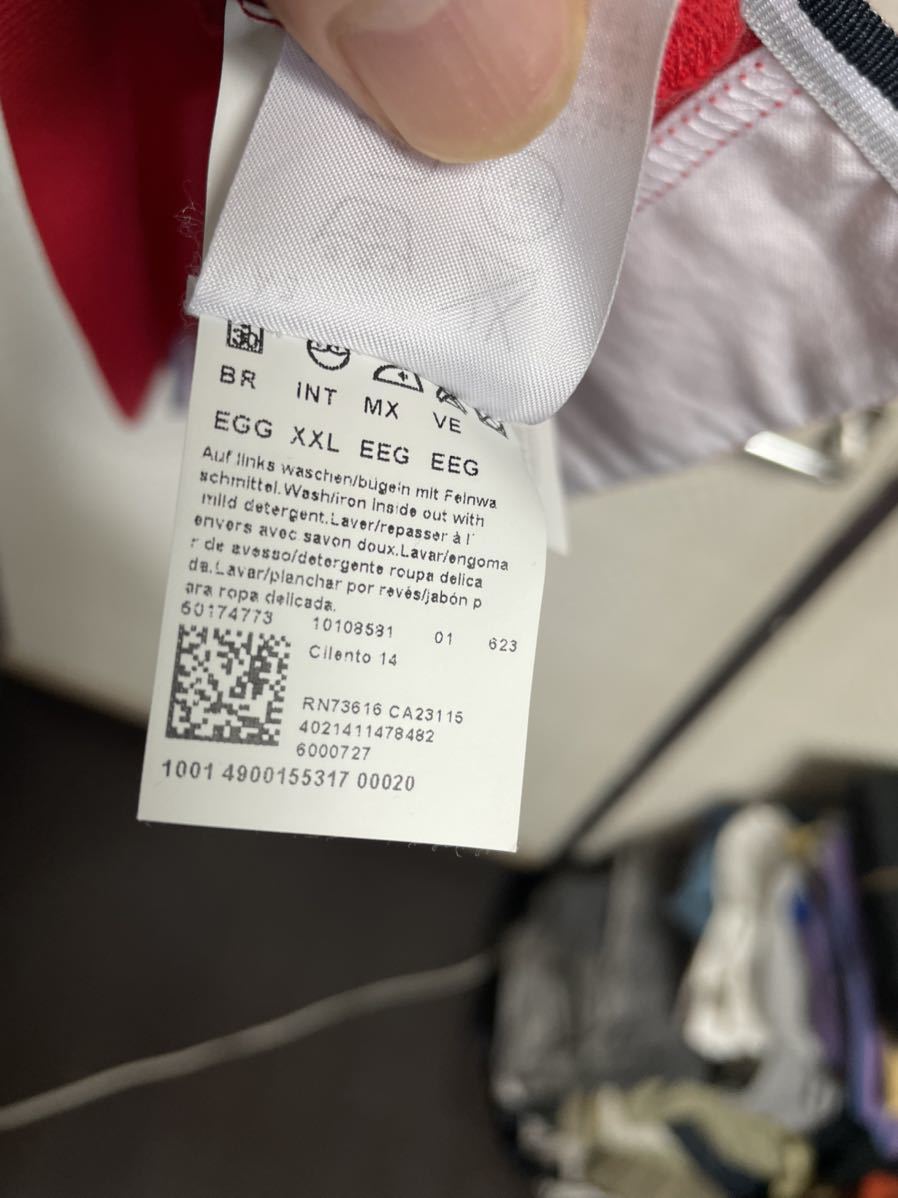 30
BR INT MX VE
EGG XXL EEG EEG
Auf links waschen/bügeln mit Feinwa
schmittel.Wash/iron inside out with
mild detergent.Laver/repasser à l'
envers avec savon doux.Lavar/engoma
r de avesso/detergente roupa delica
da.Lavar/planchar por revés/jabón p
ara ropa delicada.
60174773 10108581 01 623
Cilento 14
RN73616 CA23115
4021411478482
6000727
1001 4900155317 00020